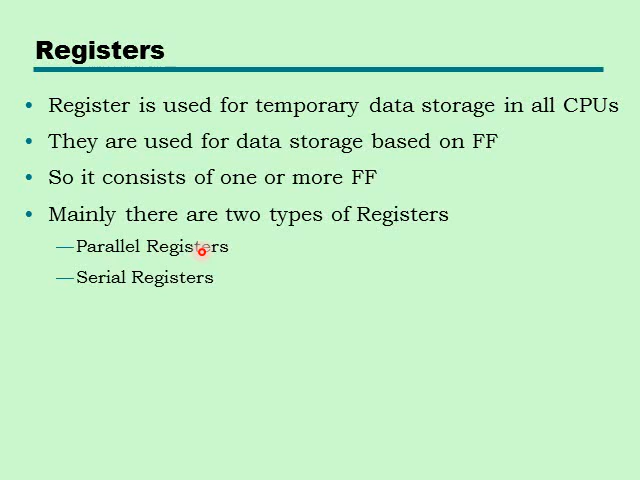 Registers
• Register is used for temporary data storage in all CPUs
• They are used for data storage based on FF
• So it consists of one or more FF
• Mainly there are two types of Registers
—Parallel Registers
—Serial Registers